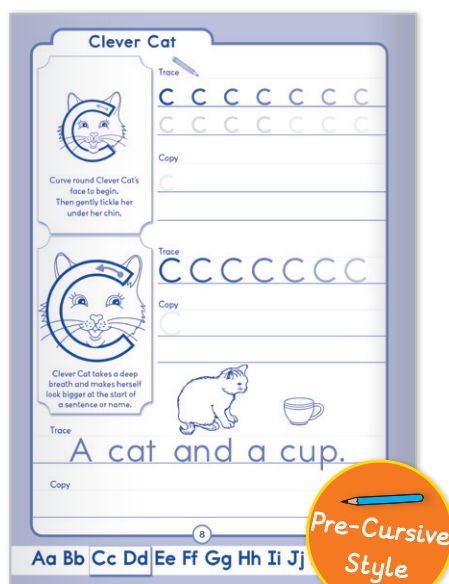 Clever Cat
Trace
c c c c c c c
c c c c c c c
Copy
c
Curve round Clever Cat's
face to begin.
Then gently tickle her
under her chin.
Trace
C C C C C C C
Copy
C
Clever Cat takes a deep
breath and makes herself
look bigger at the start of
a sentence or name.
Trace
A cat and a cup.
Copy
8
Aa Bb Cc Dd Ee Ff Gg Hh Ii Jj
Pre-Cursive
Style